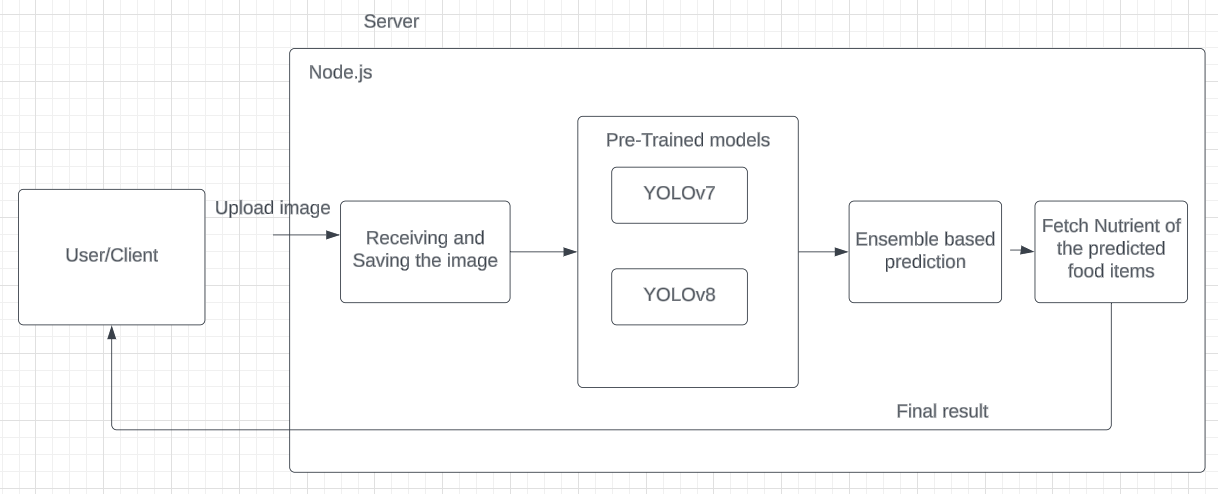 Server
Node.js
Pre-Trained models
YOLOv7
Upload image
User/Client
Receiving and
Saving the image
YOLOv8
Ensemble based
prediction
Fetch Nutrient of
the predicted
food items
Final result